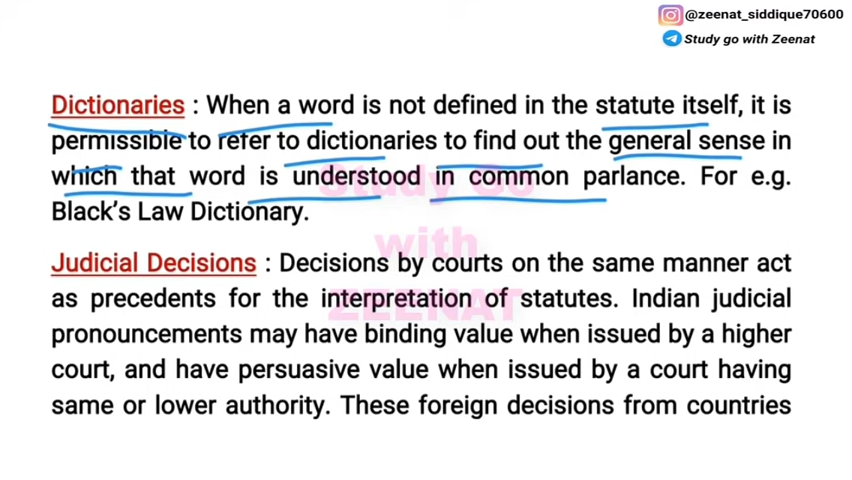 @zeenat_siddique70600
Study go with Zeenat
Dictionaries : When a word is not defined in the statute itself, it is
permissible to refer to dictionaries to find out the general sense in
which that word is understood in common parlance. For e.g.
Black's Law Dictionary.
Study Go
with
ZEENAT
Judicial Decisions : Decisions by courts on the same manner act
as precedents for the interpretation of statutes. Indian judicial
pronouncements may have binding value when issued by a higher
court, and have persuasive value when issued by a court having
same or lower authority. These foreign decisions from countries